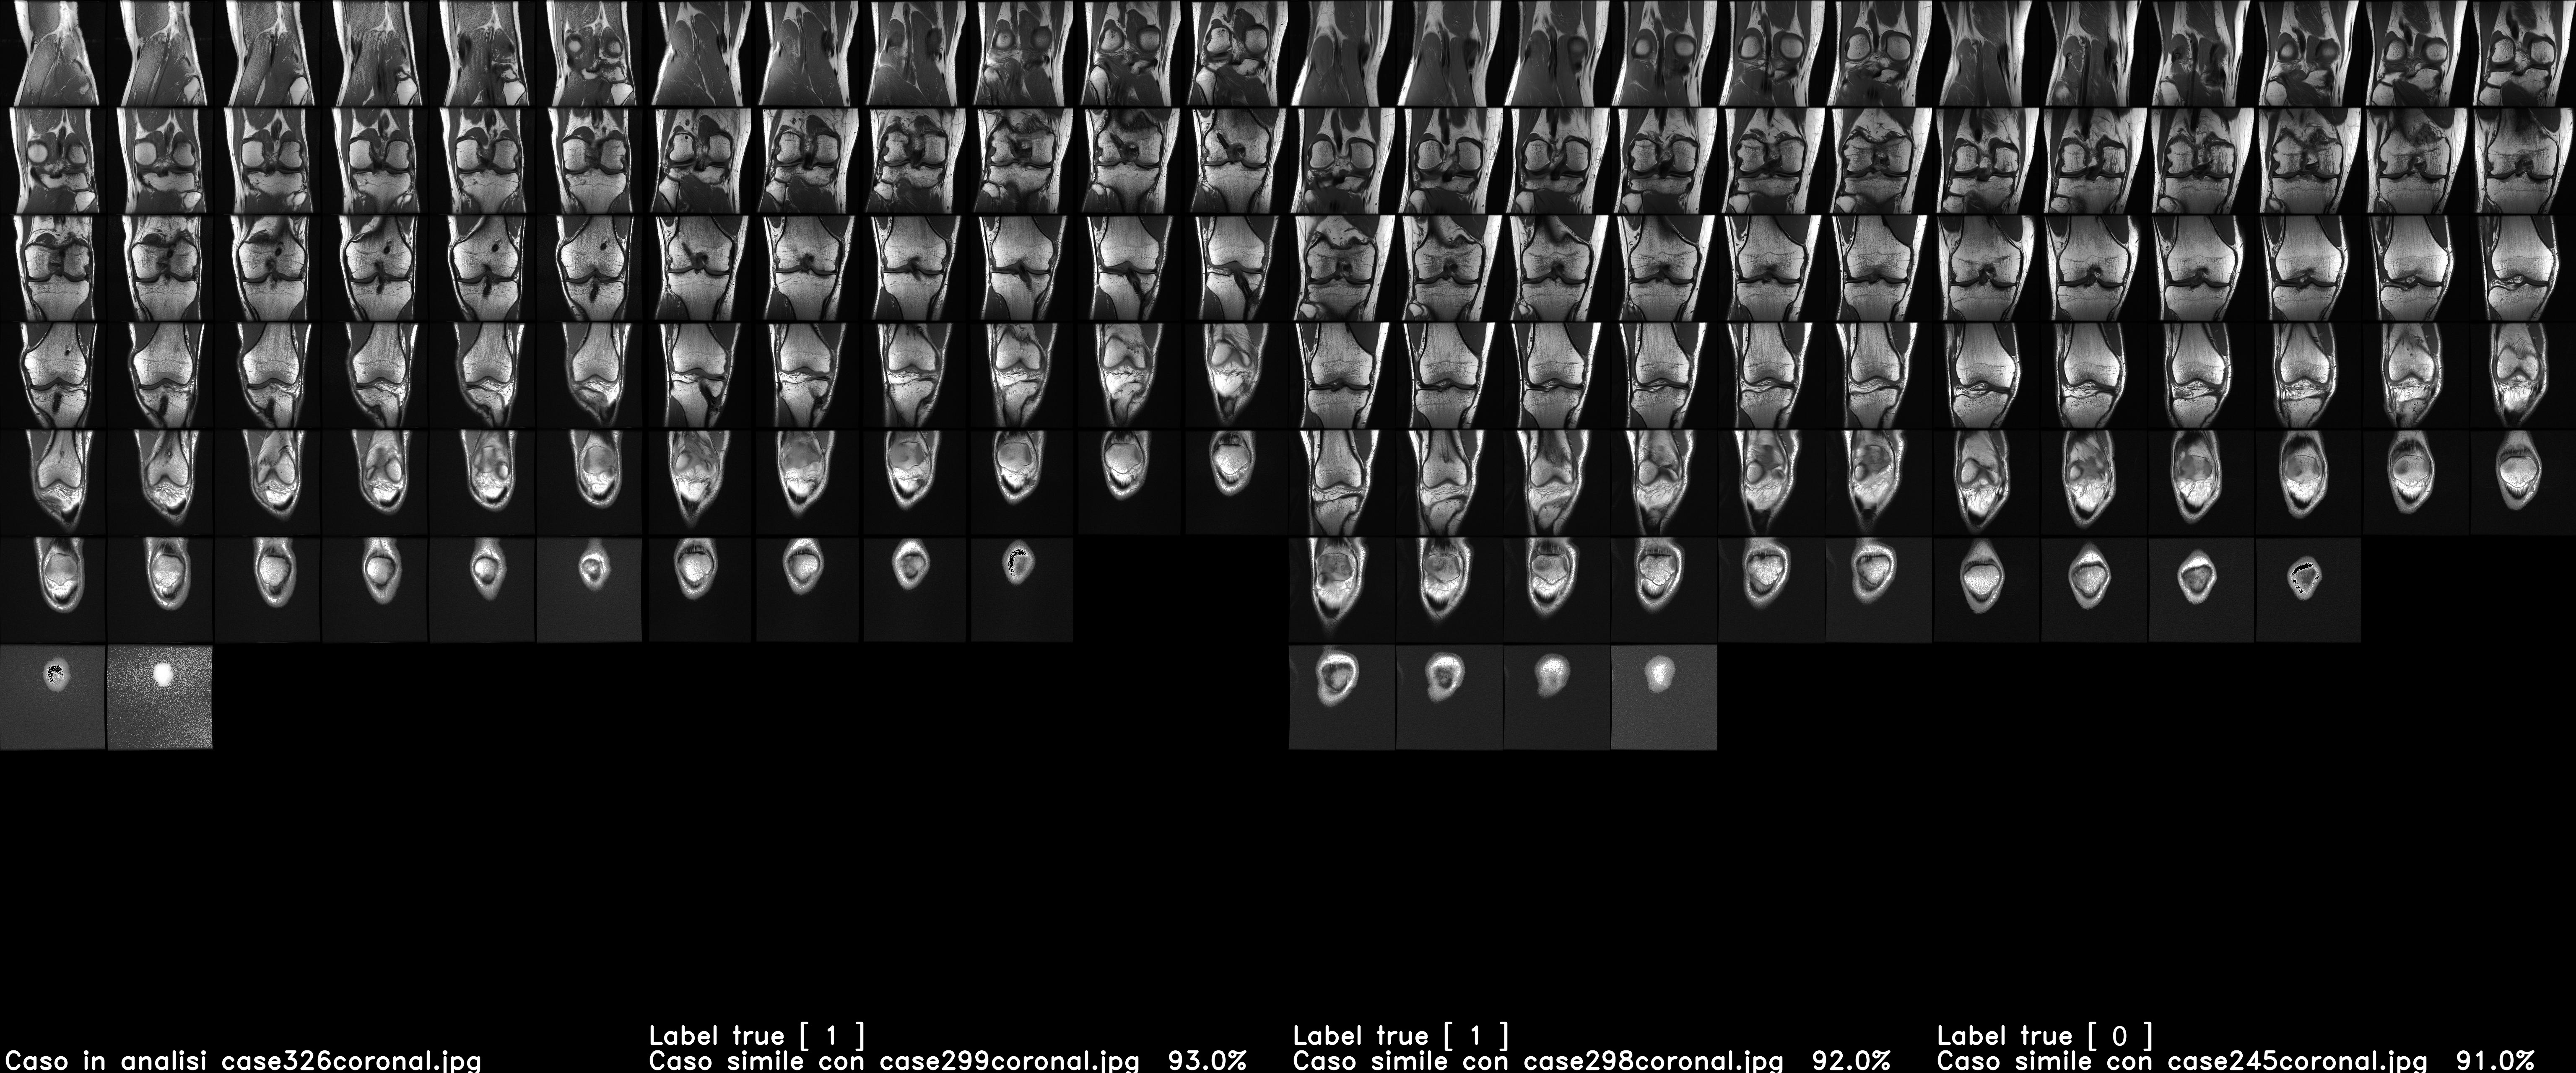 Caso in analisi case326coronal.jpg
Label true [ 1 ]
Caso simile con case299coronal.jpg 93.0%
Label true [ 1 ]
Caso simile con case298coronal.jpg 92.0%
Label true [ 0 ]
Caso simile con case245coronal.jpg 91.0%